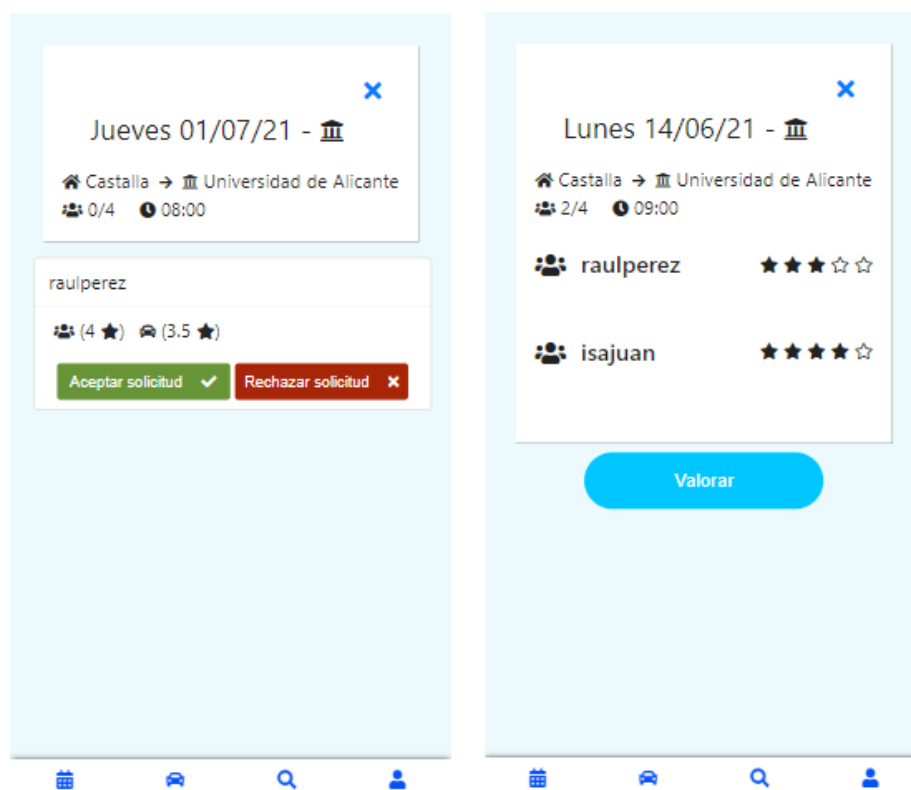 Jueves 01/07/21 -
Castalla → Universidad de Alicante
0/4 08:00
raulperez
(4 ★) (3.5 ★)
Aceptar solicitud Rechazar solicitud
Lunes 14/06/21 -
Castalla → Universidad de Alicante
2/4 09:00
raulperez ★★★☆☆
isajuan ★★★★☆
Valorar